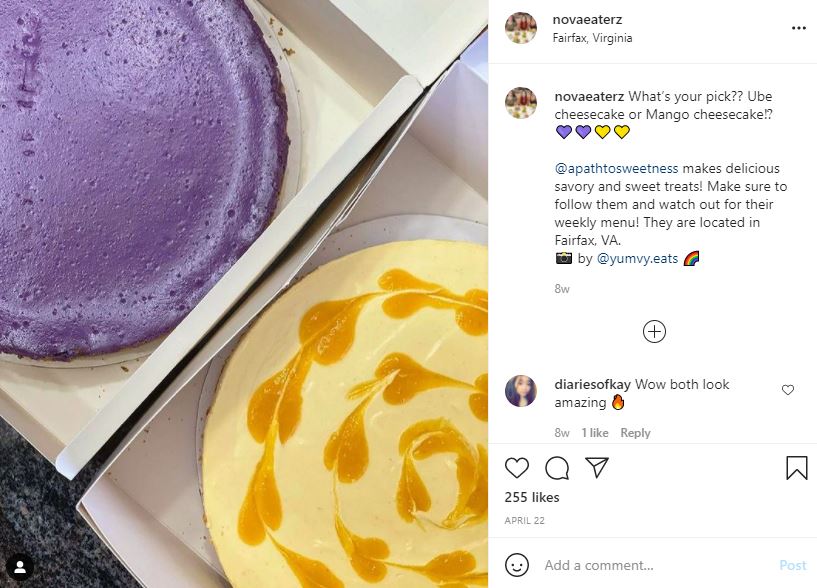 novaeaterz
Fairfax, Virginia
novaeaterz What's your pick?? Ube
cheesecake or Mango cheesecake!?
💜💜💛💛
@apathtosweetness makes delicious
savory and sweet treats! Make sure to
follow them and watch out for their
weekly menu! They are located in
Fairfax, VA.
📸 by @yumvy.eats 🌈
8w
diariesofkay Wow both look
amazing 🔥
8w 1 like Reply
255 likes
APRIL 22
Add a comment... Post